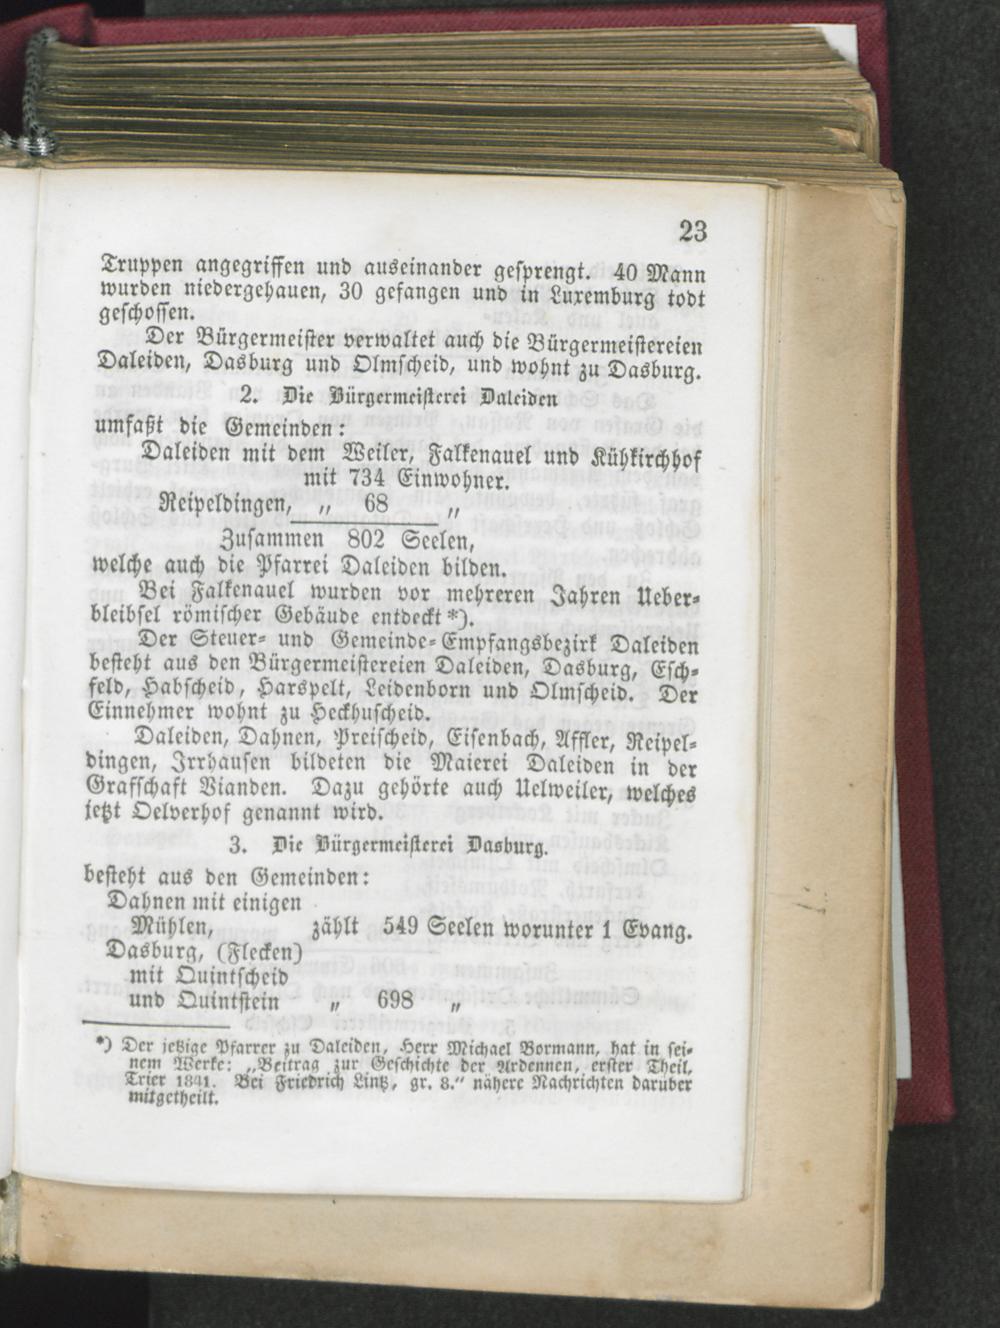 23
Truppen angegriffen und auseinander gesprengt. 40 Mann
wurden niedergehauen, 30 gefangen und in Luxemburg todt
geschossen.
Der Bürgermeister verwaltet auch die Bürgermeistereien
Daleiden, Dasburg und Olmscheid, und wohnt zu Dasburg.
2. Die Bürgermeisterei Daleiden
umfaßt die Gemeinden:
Daleiden mit dem Weiler, Falkenauel und Kühkirchhof
mit 734 Einwohner.
Reipeldingen, „ 68 „
Zusammen 802 Seelen,
welche auch die Pfarrei Daleiden bilden.
Bei Falkenauel wurden vor mehreren Jahren Ueber-
bleibsel römischer Gebäude entdeckt *).
Der Steuer- und Gemeinde-Empfangsbezirk Daleiden
besteht aus den Bürgermeistereien Daleiden, Dasburg, Esch-
feld, Habscheid, Harspelt, Leidenborn und Olmscheid. Der
Einnehmer wohnt zu Heckhuscheid.
Daleiden, Dahnen, Preischeid, Eisenbach, Affler, Reipel-
dingen, Irrhausen bildeten die Maierei Daleiden in der
Grafschaft Vianden. Dazu gehörte auch Uelweiler, welches
jetzt Oelverhof genannt wird.
3. Die Bürgermeisterei Dasburg.
besteht aus den Gemeinden:
Dahnen mit einigen
Mühlen, zählt 549 Seelen worunter 1 Evang.
Dasburg, (Flecken)
mit Quintscheid
und Quintstein „ 698 „
*) Der jetzige Pfarrer zu Daleiden, Herr Michael Bormann, hat in sei-
nem Werke: „Beitrag zur Geschichte der Ardennen, erster Theil,
Trier 1841. Bei Friedrich Lintz, gr. 8." nähere Nachrichten darüber
mitgetheilt.